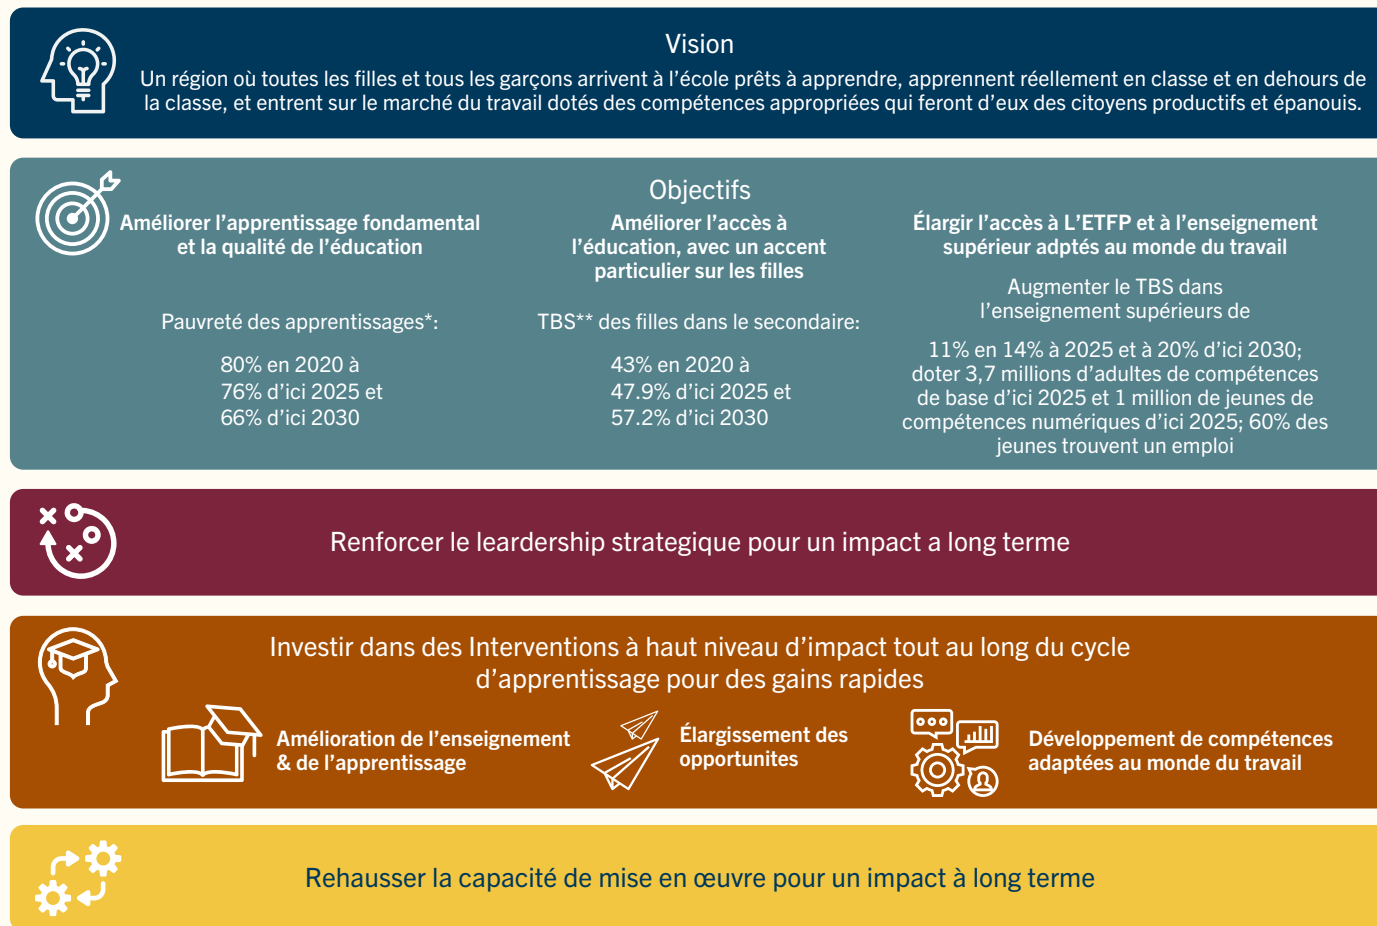 Vision
Un région où toutes les filles et tous les garçons arrivent à l’école prêts à apprendre, apprennent réellement en classe et en dehours de
la classe, et entrent sur le marché du travail dotés des compétences appropriées qui feront d’eux des citoyens productifs et épanouis.
Objectifs
Améliorer l’apprentissage fondamental
et la qualité de l’éducation
Pauvreté des apprentissages*:
80% en 2020 à
76% d’ici 2025 et
66% d’ici 2030
Améliorer l’accès à
l’éducation, avec un accent
particulier sur les filles
TBS** des filles dans le secondaire:
43% en 2020 à
47.9% d’ici 2025 et
57.2% d’ici 2030
Élargir l’accès à L’ETFP et à l’enseignement
supérieur adptés au monde du travail
Augmenter le TBS dans
l’enseignement supérieurs de
11% en 14% à 2025 et à 20% d’ici 2030;
doter 3,7 millions d’adultes de compétences
de base d’ici 2025 et 1 million de jeunes de
compétences numériques d’ici 2025; 60% des
jeunes trouvent un emploi
Renforcer le leardership strategique pour un impact a long terme
Investir dans des Interventions à haut niveau d’impact tout au long du cycle
d’apprentissage pour des gains rapides
Amélioration de l’enseignement
& de l’apprentissage
Élargissement des
opportunites
Développement de compétences
adaptées au monde du travail
Rehausser la capacité de mise en œuvre pour un impact à long terme